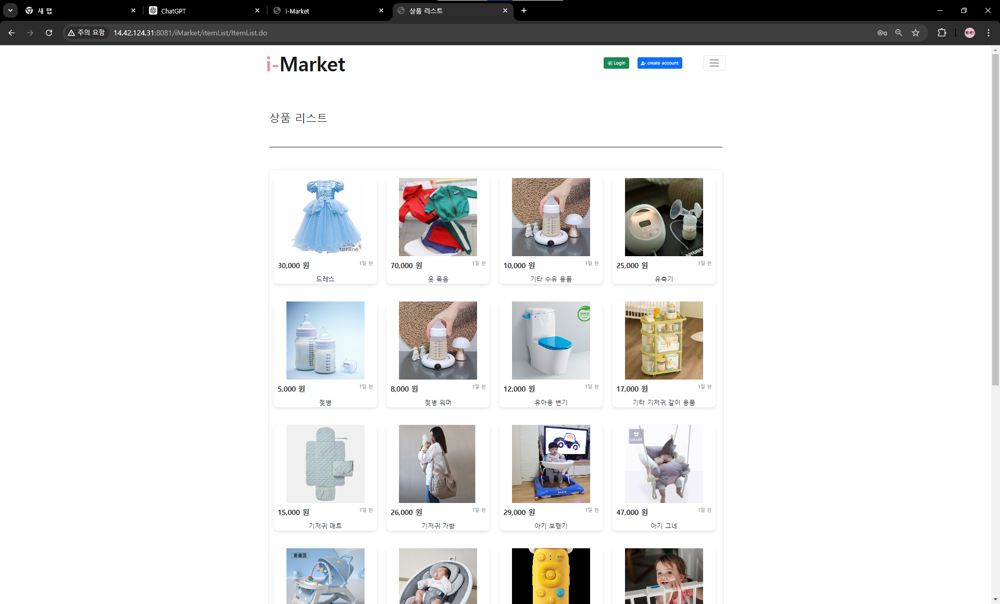 새 탭
ChatGPT
i-Market
상품 리스트
주의 요함
14.42.124.31:8081/iMarket/itemList/ItemList.do
i-Market
Login
create account
상품 리스트
rorane
30,000 원
1일 전
드레스
70,000 원
1일 전
옷 묶음
10,000 원
1일 전
기타 수유 용품
25,000 원
1일 전
유축기
5,000 원
1일 전
젖병
8,000 원
1일 전
젖병 워머
친환경
12,000 원
1일 전
유아용 변기
17,000 원
1일 전
기타 기저귀 갈이 용품
15,000 원
1일 전
기저귀 매트
26,000 원
1일 전
기저귀 가방
29,000 원
1일 전
아기 보행기
47,000 원
1일 전
아기 그네
雾霾蓝